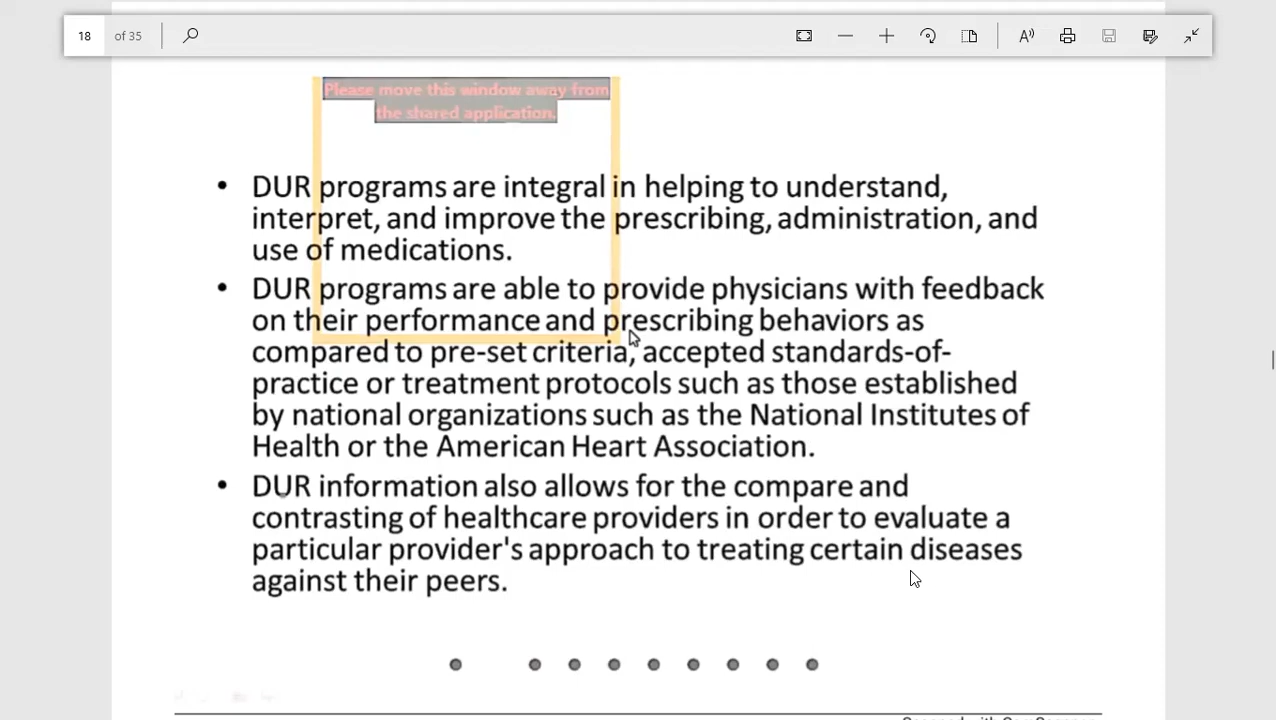 18 of 35
Please move this window away from
the shared application.
• DUR programs are integral in helping to understand,
interpret, and improve the prescribing, administration, and
use of medications.
• DUR programs are able to provide physicians with feedback
on their performance and prescribing behaviors as
compared to pre-set criteria, accepted standards-of-
practice or treatment protocols such as those established
by national organizations such as the National Institutes of
Health or the American Heart Association.
• DUR information also allows for the compare and
contrasting of healthcare providers in order to evaluate a
particular provider's approach to treating certain diseases
against their peers.